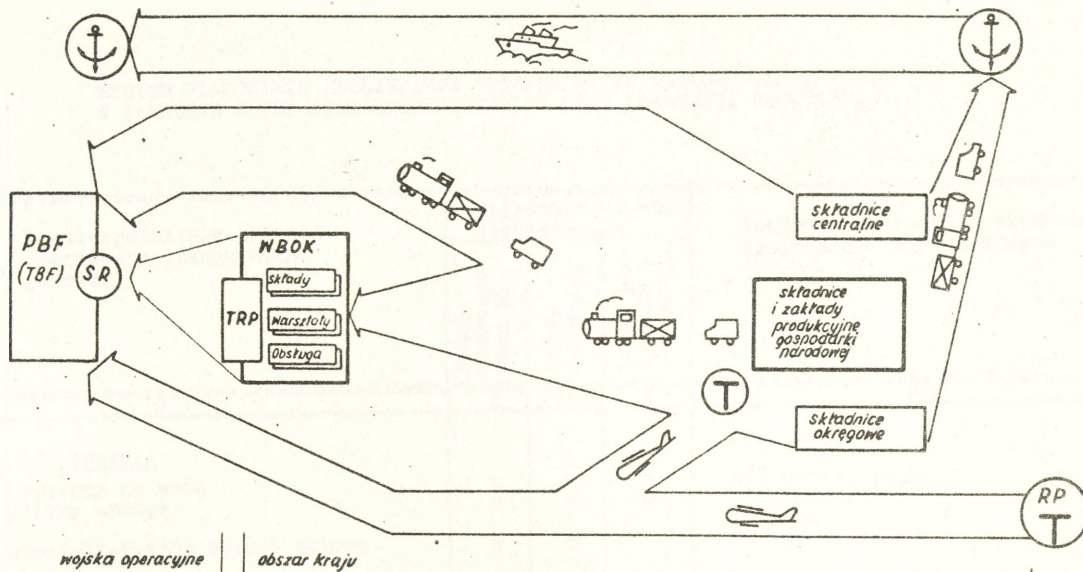 PBF
(TBF)
SR
WBOK
TRP
Składy
Warsztaty
Obsługa
składnice
centralne
składnice
i zakłady
produkcyjne
gospodarki
narodowej
T
składnice
okręgowe
RP
T
wojska operacyjne
obszar kraju